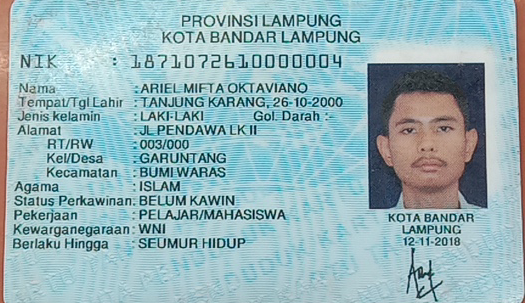 PROVINSI LAMPUNG
KOTA BANDAR LAMPUNG
NIK : 1871072610000004
Nama : ARIEL MIFTA OKTAVIANO
Tempat/Tgl Lahir : TANJUNG KARANG, 26-10-2000
Jenis kelamin : LAKI-LAKI Gol. Darah :-
Alamat : JL PENDAWA LK II
RT/RW : 003/000
Kel/Desa : GARUNTANG
Kecamatan : BUMI WARAS
Agama : ISLAM
Status Perkawinan: BELUM KAWIN
Pekerjaan : PELAJAR/MAHASISWA
Kewarganegaraan: WNI
Berlaku Hingga : SEUMUR HIDUP
KOTA BANDAR
LAMPUNG
12-11-2018